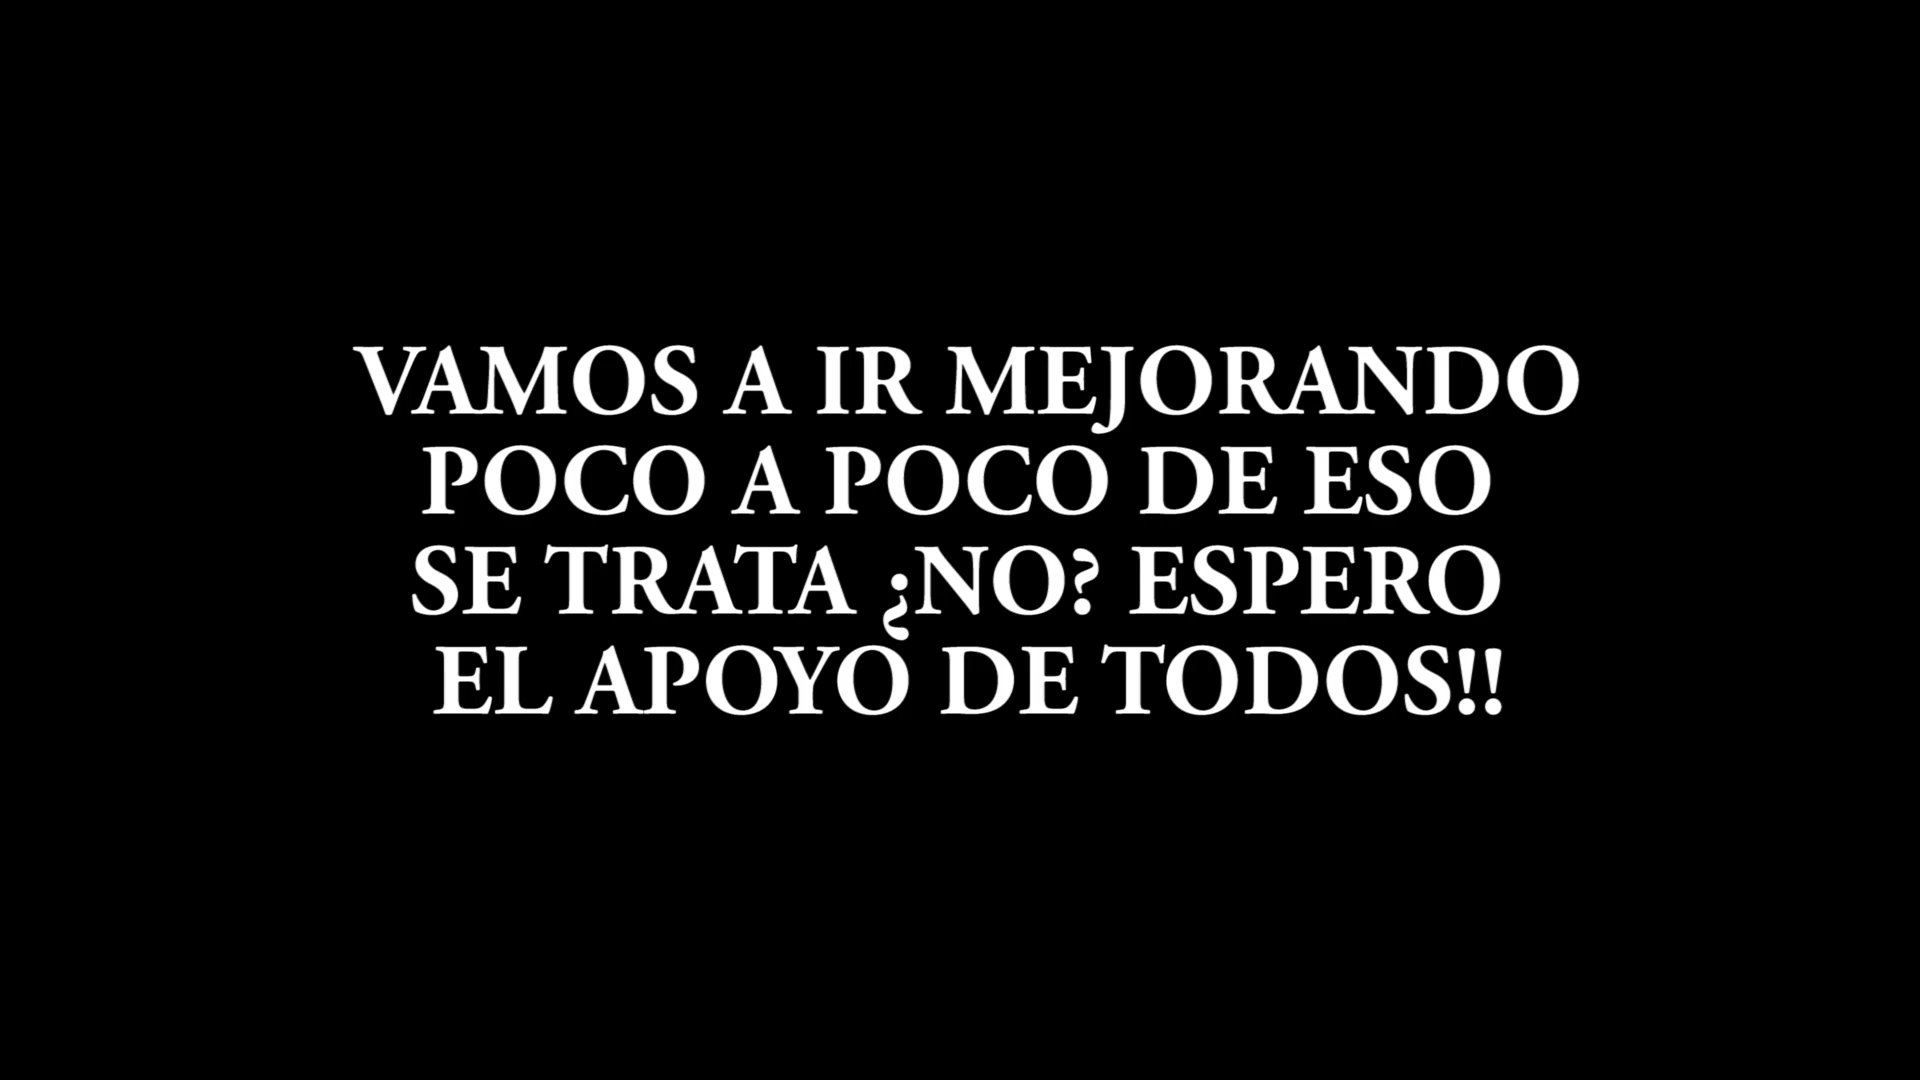 VAMOS A IR MEJORANDO
POCO A POCO DE ESO
SE TRATA ¿NO? ESPERO
EL APOYO DE TODOS!!